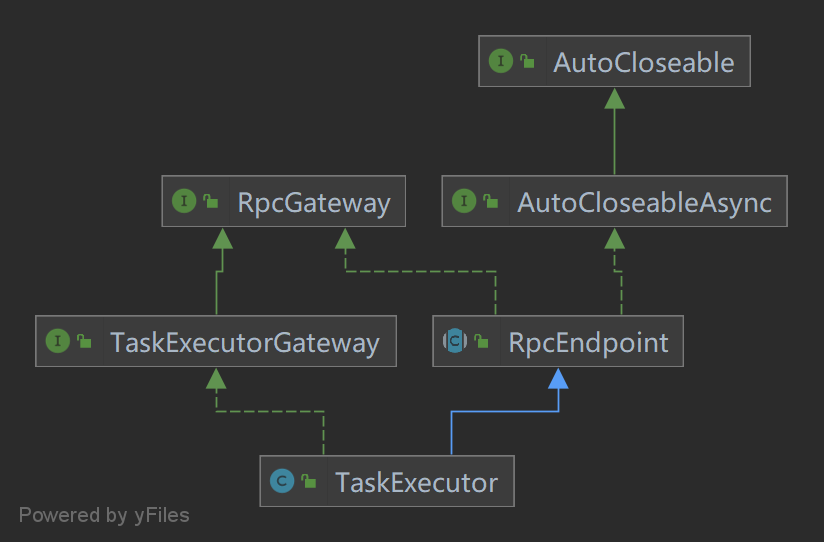 AutoCloseable
RpcGateway
AutoCloseableAsync
TaskExecutorGateway
RpcEndpoint
TaskExecutor
Powered by yFiles